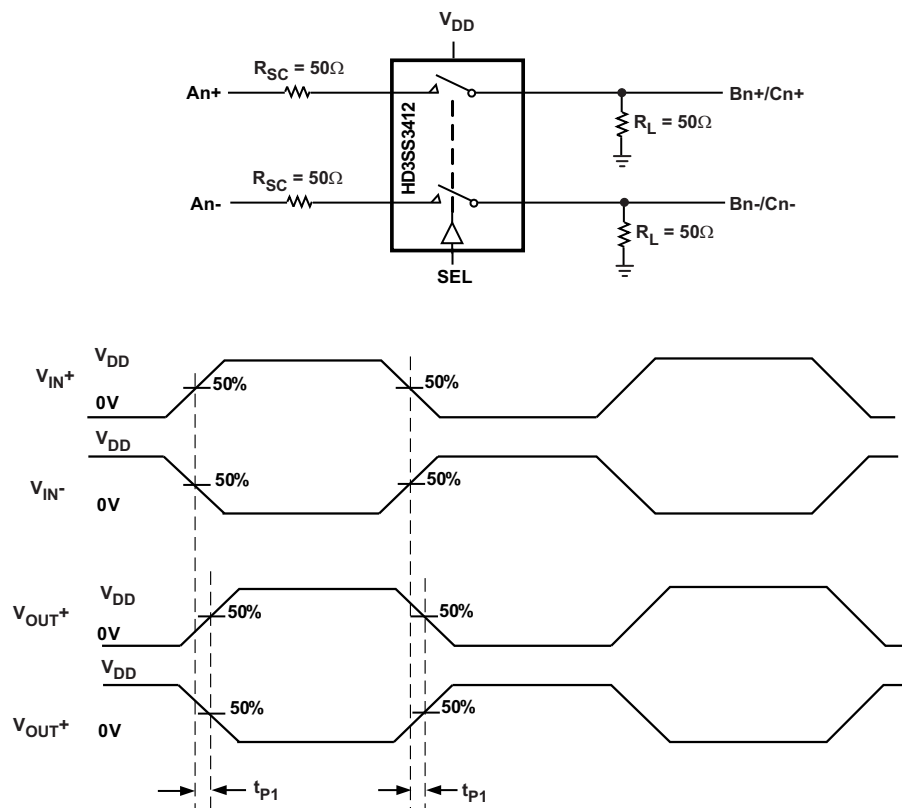 VDD
RSC = 50Ω
An+
Bn+/Cn+
RL = 50Ω
HD3SS3412
RSC = 50Ω
An-
Bn-/Cn-
RL = 50Ω
SEL
VIN+
VDD
50%
50%
0V
VDD
VIN-
50%
50%
0V
VOUT+
VDD
50%
50%
0V
VDD
VOUT+
50%
50%
0V
tP1
tP1